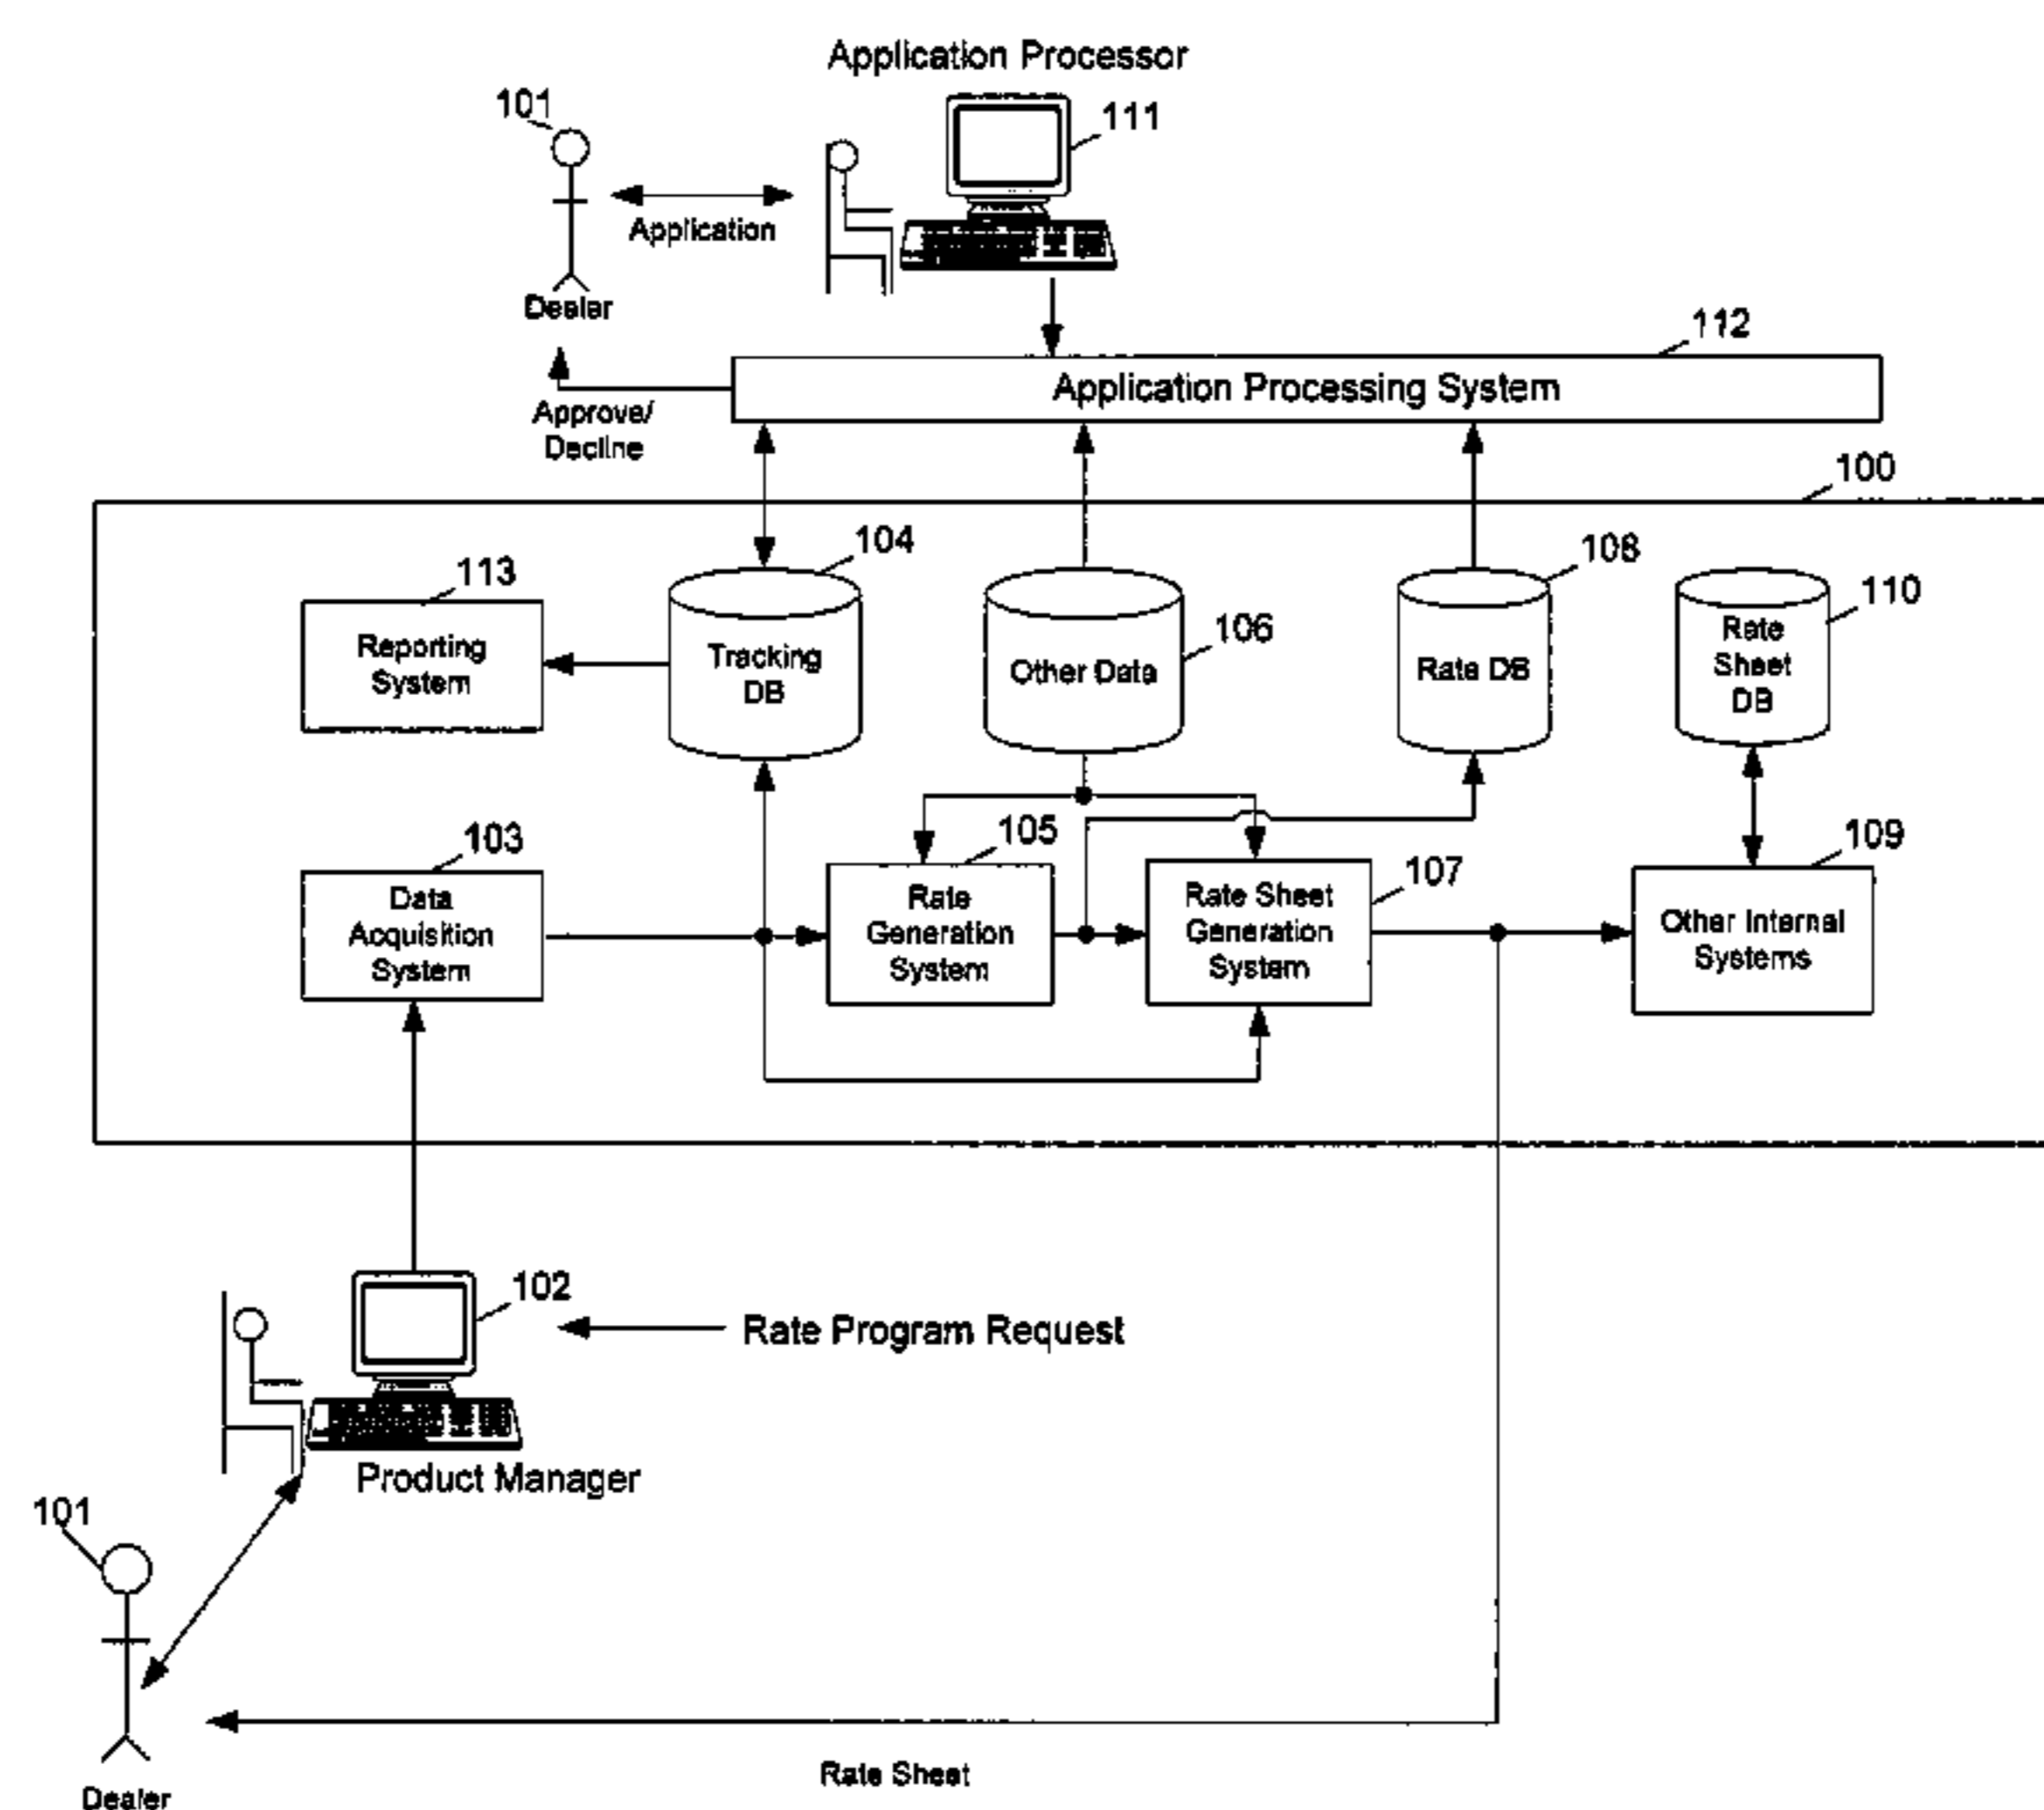 Application Processor
101
111
Application
Dealer
112
Application Processing System
Approve/
Decline
100
104
108
113
110
106
Reporting
System
Tracking
DB
Other Data
Rate DB
Rate
Sheet
DB
103
105
109
107
Data
Acquisition
System
Rate
Generation
System
Rate Sheet
Generation
System
Other Internal
Systems
102
Rate Program Request
Product Manager
101
Rate Sheet
Dealer